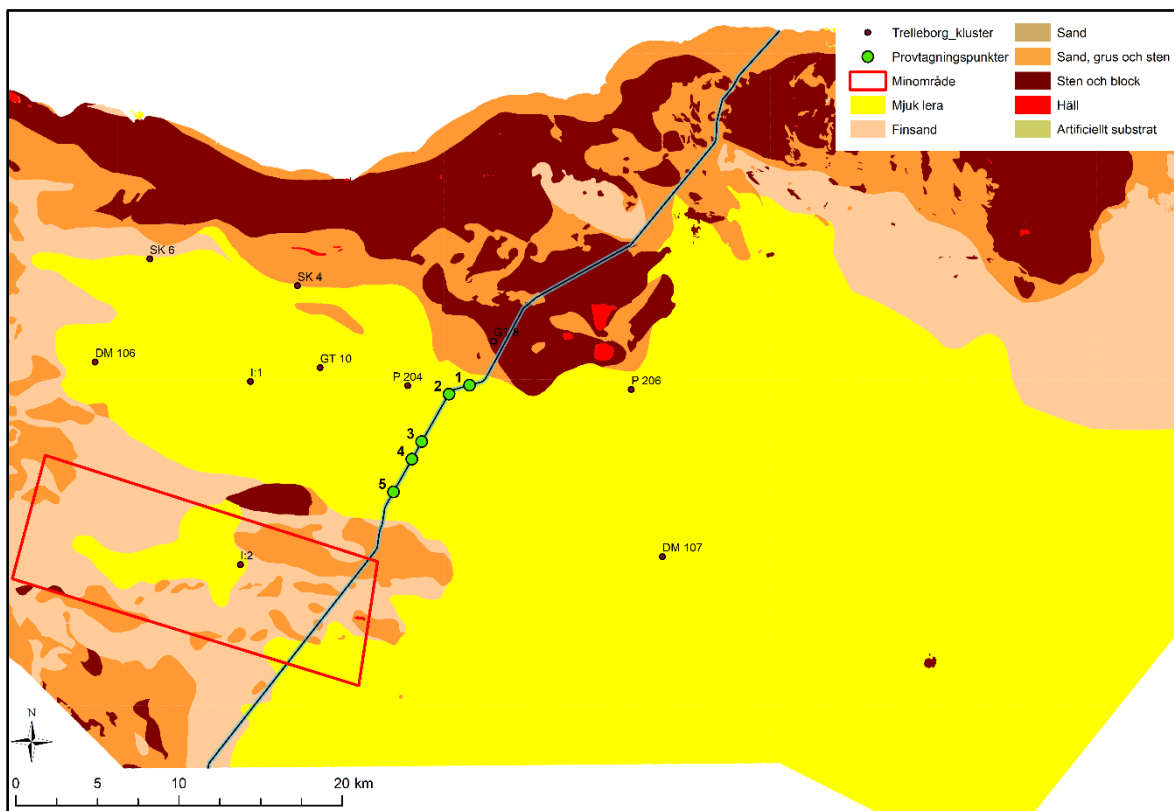 Trelleborg_kluster
Provtagningspunkter
Minområde
Mjuk lera
Finsand
Sand
Sand, grus och sten
Sten och block
Häll
Artificiellt substrat
SK 6
SK 4
DM 106
I:1
GT 10
P 204
P 206
1
2
3
4
5
I:2
DM 107
N
0 5 10 20 km